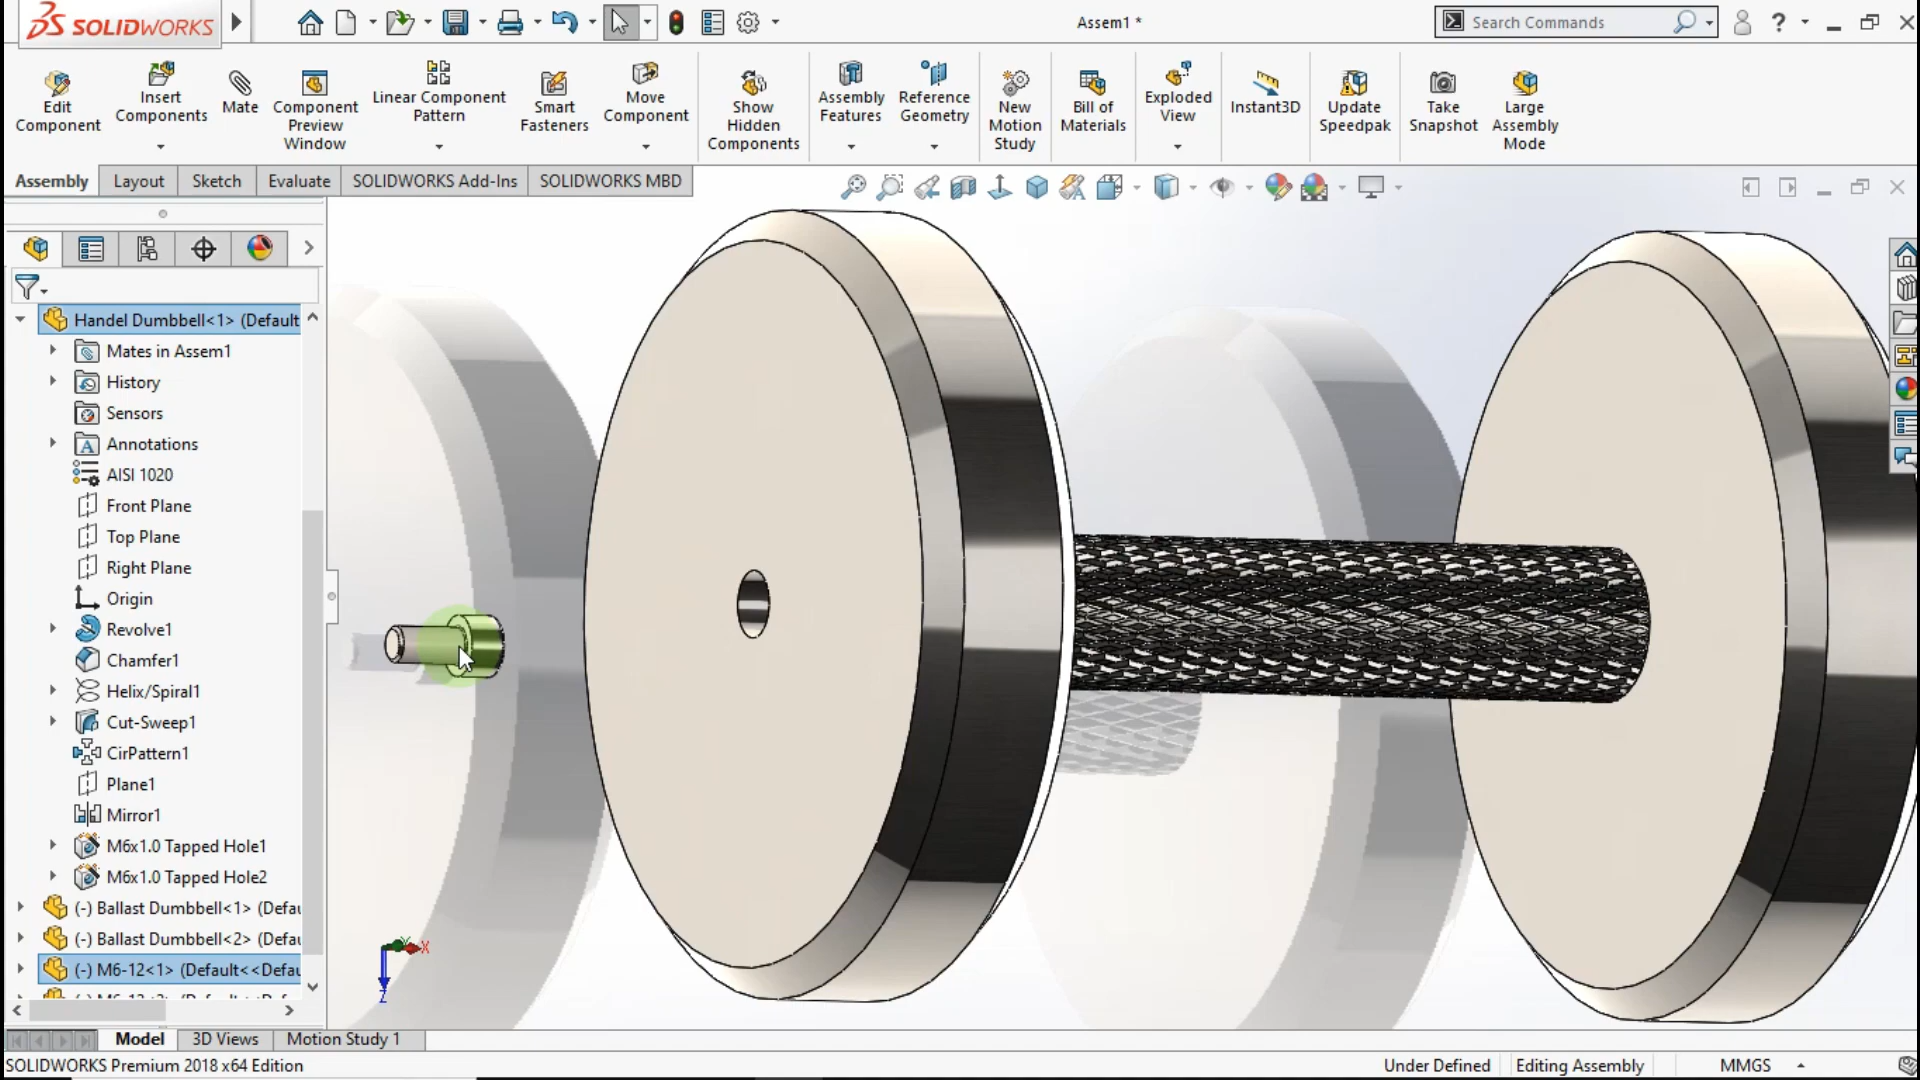 SOLIDWORKS
Assem1 *
Search Commands
?
Edit Component
Insert Components
Mate
Component Preview Window
Linear Component Pattern
Smart Fasteners
Move Component
Show Hidden Components
Assembly Features
Reference Geometry
New Motion Study
Bill of Materials
Exploded View
Instant3D
Update Speedpak
Take Snapshot
Large Assembly Mode
Assembly
Layout
Sketch
Evaluate
SOLIDWORKS Add-Ins
SOLIDWORKS MBD
Handel Dumbbell<1> (Default
Mates in Assem1
History
Sensors
Annotations
AISI 1020
Front Plane
Top Plane
Right Plane
Origin
Revolve1
Chamfer1
Helix/Spiral1
Cut-Sweep1
CirPattern1
Plane1
Mirror1
M6x1.0 Tapped Hole1
M6x1.0 Tapped Hole2
(-) Ballast Dumbbell<1> (Defau
(-) Ballast Dumbbell<2> (Defau
(-) M6-12<1> (Default<<Defau
X
Z
Model
3D Views
Motion Study 1
SOLIDWORKS Premium 2018 x64 Edition
Under Defined
Editing Assembly
MMGS